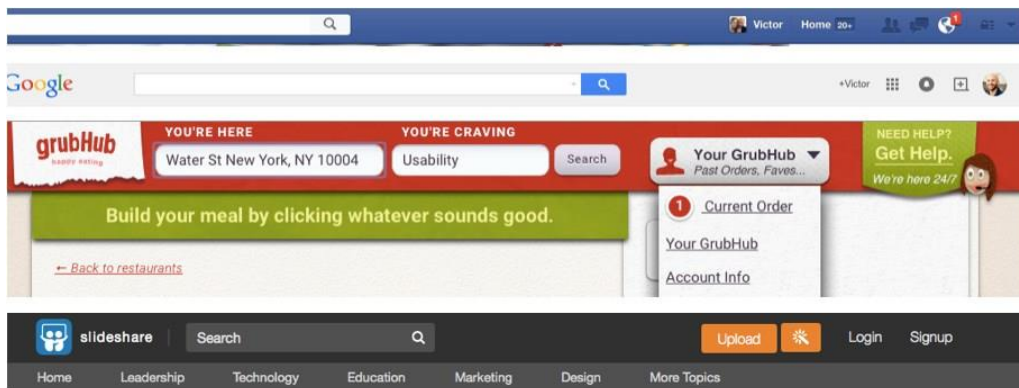 Victor Home 20+ 1
Google +Victor
grubHub
happy eating
YOU'RE HERE
Water St New York, NY 10004
YOU'RE CRAVING
Usability
Search
Your GrubHub
Past Orders, Faves...
NEED HELP?
Get Help.
We're here 24/7
Build your meal by clicking whatever sounds good.
1 Current Order
Your GrubHub
← Back to restaurants
Account Info
slideshare Search Upload Login Signup
Home Leadership Technology Education Marketing Design More Topics